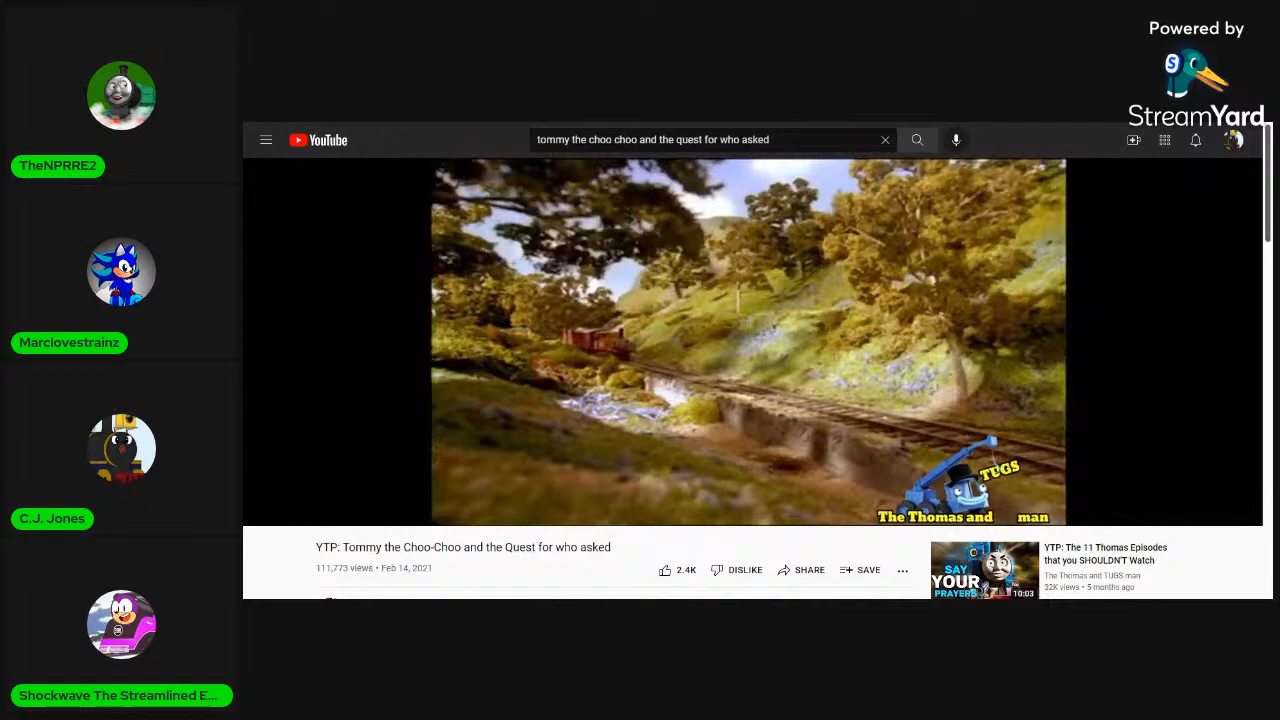 Powered by
StreamYard
YouTube
tommy the choo choo and the quest for who asked
TheNPRRE2
Marclovestrainz
C.J. Jones
Shockwave The Streamlined E...
TUGS
The Thomas and man
YTP: Tommy the Choo-Choo and the Quest for who asked
111,773 views • Feb 14, 2021
2.4K
DISLIKE
SHARE
SAVE
SAY
YOUR
PRAYERS
10:03
YTP: The 11 Thomas Episodes
that you SHOULDN'T Watch
The Thomas and TUGS man
32K views • 5 months ago